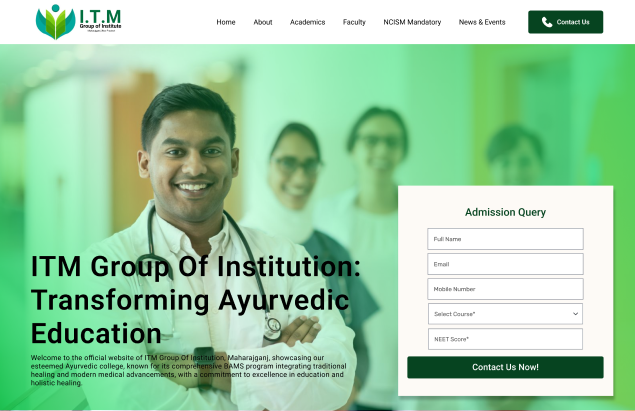 I.T.M
Group of Institute
Home
About
Academics
Faculty
NCISM Mandatory
News & Events
Contact Us
ITM Group Of Institution:
Transforming Ayurvedic
Education
Welcome to the official website of ITM Group Of Institution, Maharajganj, showcasing our
esteemed Ayurvedic college, known for its comprehensive BAMS program integrating traditional
healing and modern medical advancements, with a commitment to excellence in education and
holistic healing.
Admission Query
Full Name
Email
Mobile Number
Select Course*
NEET Score*
Contact Us Now!